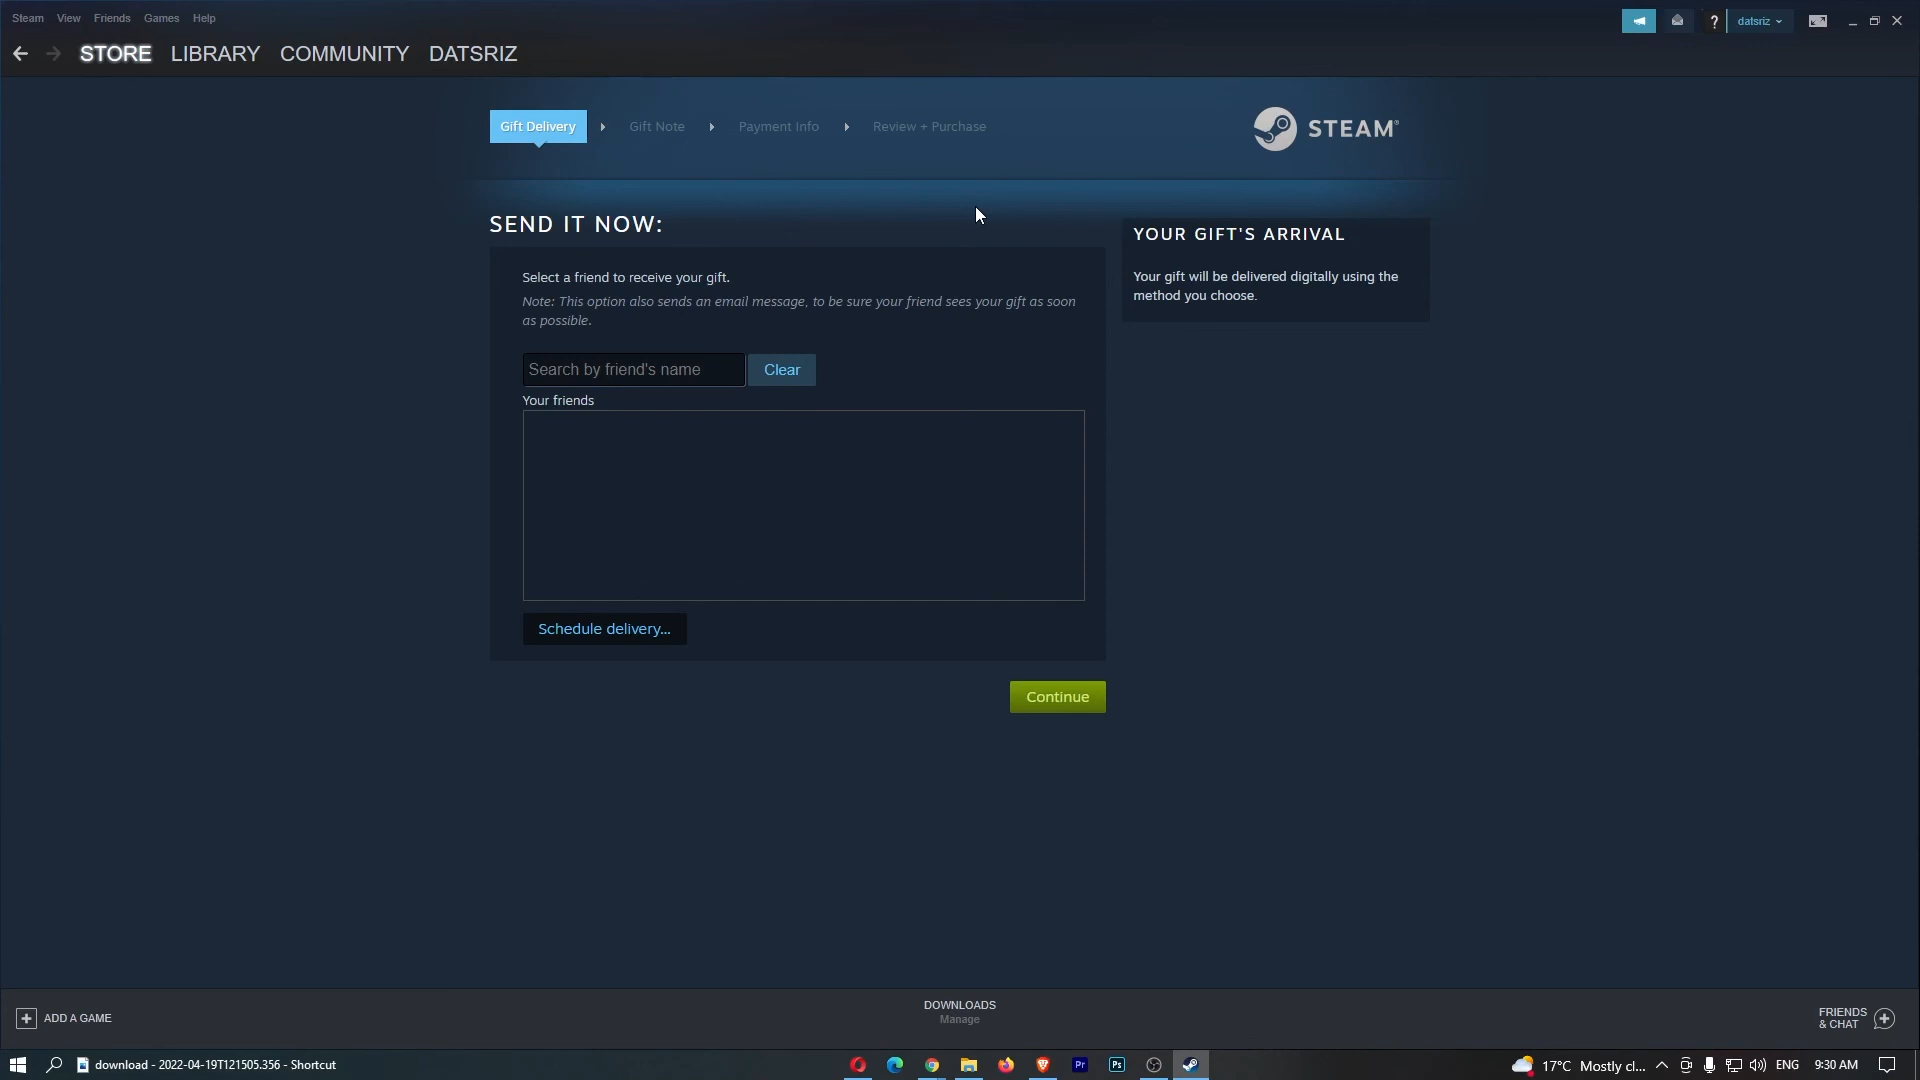 Steam View Friends Games Help
datsriz
STORE LIBRARY COMMUNITY DATSRIZ
Gift Delivery Gift Note Payment Info Review + Purchase
STEAM®
SEND IT NOW:
Select a friend to receive your gift.
Note: This option also sends an email message, to be sure your friend sees your gift as soon
as possible.
Search by friend's name Clear
Your friends
Schedule delivery...
Continue
YOUR GIFT'S ARRIVAL
Your gift will be delivered digitally using the
method you choose.
ADD A GAME
DOWNLOADS
Manage
FRIENDS
& CHAT
download - 2022-04-19T121505.356 - Shortcut
Pr
Ps
17°C Mostly cl... ENG 9:30 AM